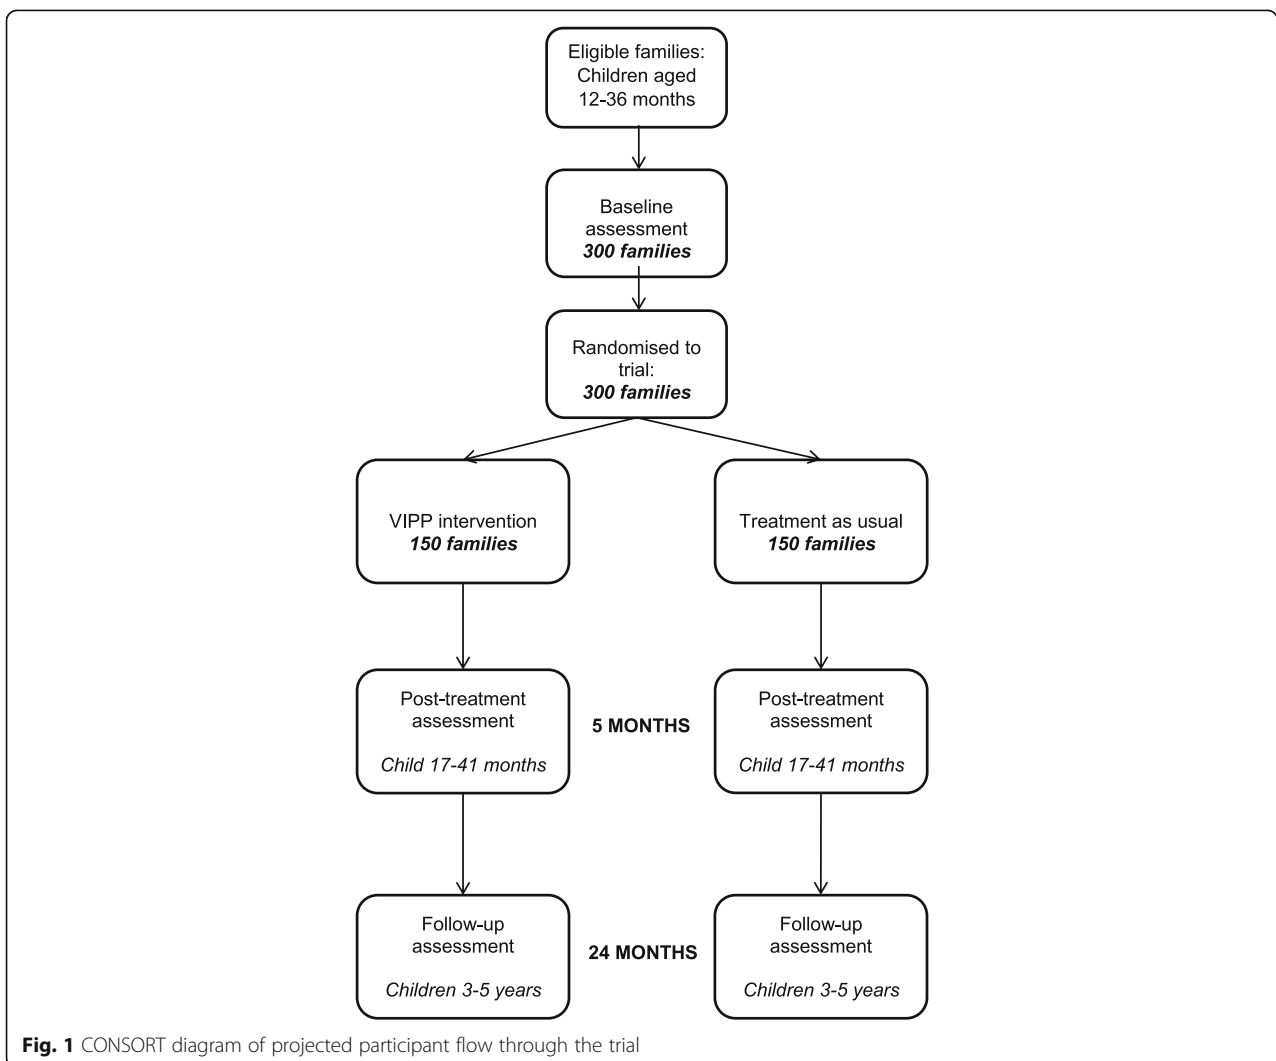 Eligible families:
Children aged
12-36 months
Baseline
assessment
300 families
Randomised to
trial:
300 families
VIPP intervention
150 families
Treatment as usual
150 families
Post-treatment
assessment
Child 17-41 months
5 MONTHS
Post-treatment
assessment
Child 17-41 months
Follow-up
assessment
Children 3-5 years
24 MONTHS
Follow-up
assessment
Children 3-5 years
Fig. 1 CONSORT diagram of projected participant flow through the trial